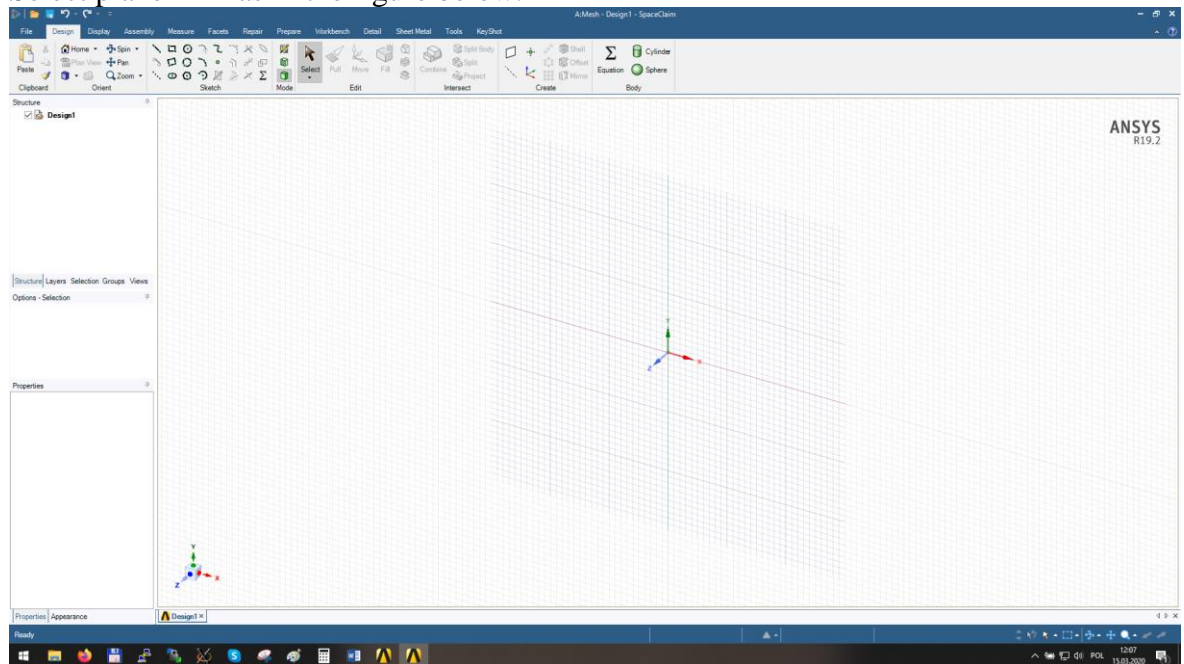 A:Mesh - Design1 - SpaceClaim
File Design Display Assembly Measure Facets Repair Prepare Workbench Detail Sheet Metal Tools KeyShot
Home Spin Split Body Shell Cylinder
Plan View Pan Split Offset
Paste Zoom Select Pull Move Fill Combine Project Mirror Equation Sphere
Clipboard Orient Sketch Mode Edit Intersect Create Body
Structure
Design1
ANSYS
R19.2
Structure Layers Selection Groups Views
Options - Selection
Y
X
Z
Properties
Y
X
Z
Properties Appearance Design1
Ready
POL 12:07
15.03.2020